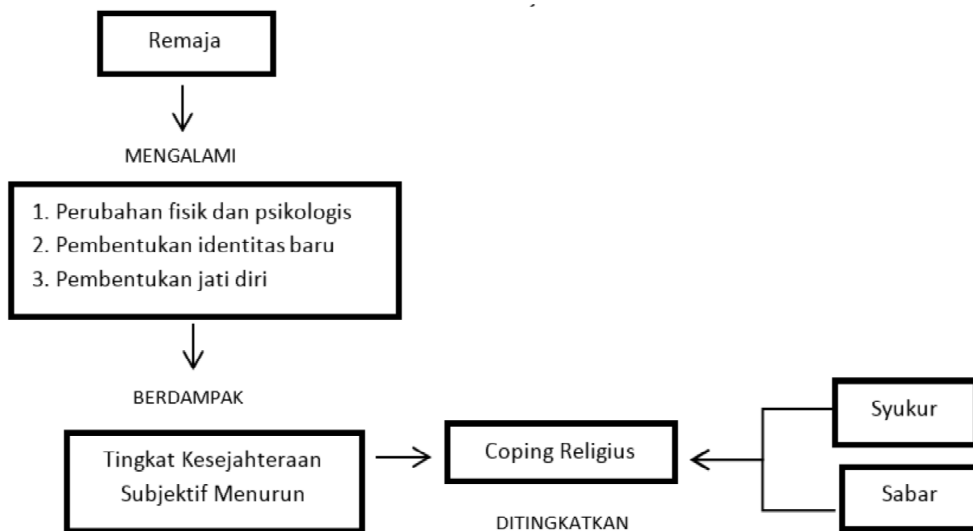 Remaja
MENGALAMI
1. Perubahan fisik dan psikologis
2. Pembentukan identitas baru
3. Pembentukan jati diri
BERDAMPAK
Tingkat Kesejahteraan
Subjektif Menurun
Coping Religius
DITINGKATKAN
Syukur
Sabar